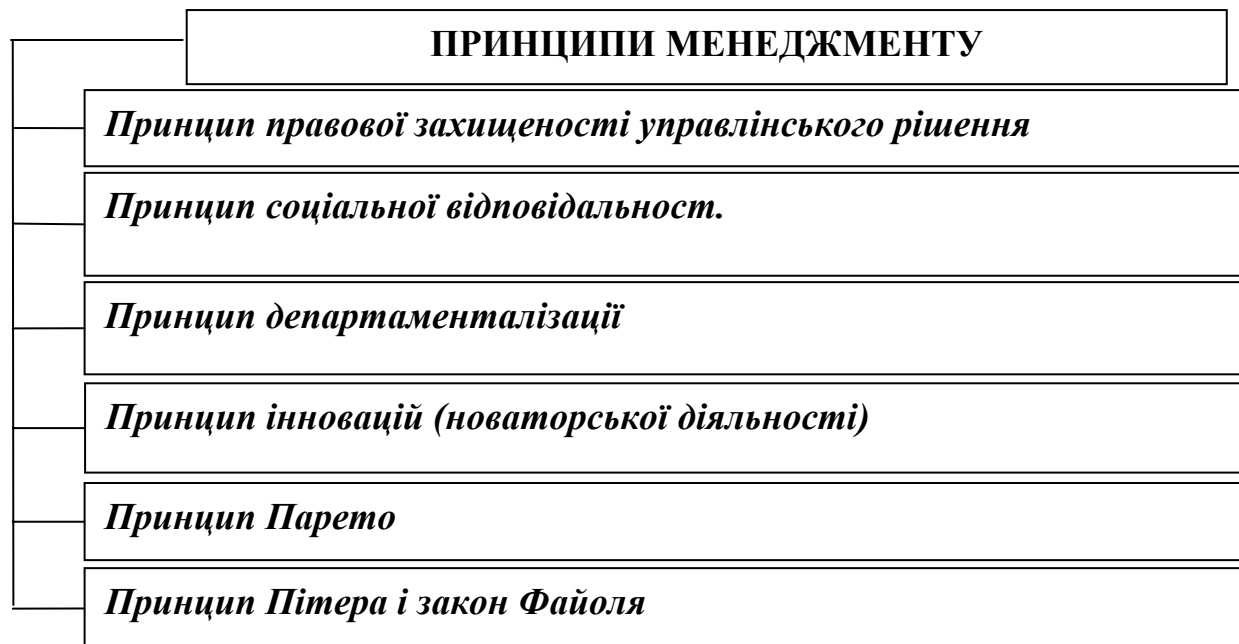 ПРИНЦИПИ МЕНЕДЖМЕНТУ
Принцип правової захищеності управлінського рішення
Принцип соціальної відповідальност.
Принцип департаменталізації
Принцип інновацій (новаторської діяльності)
Принцип Парето
Принцип Пітера і закон Файоля